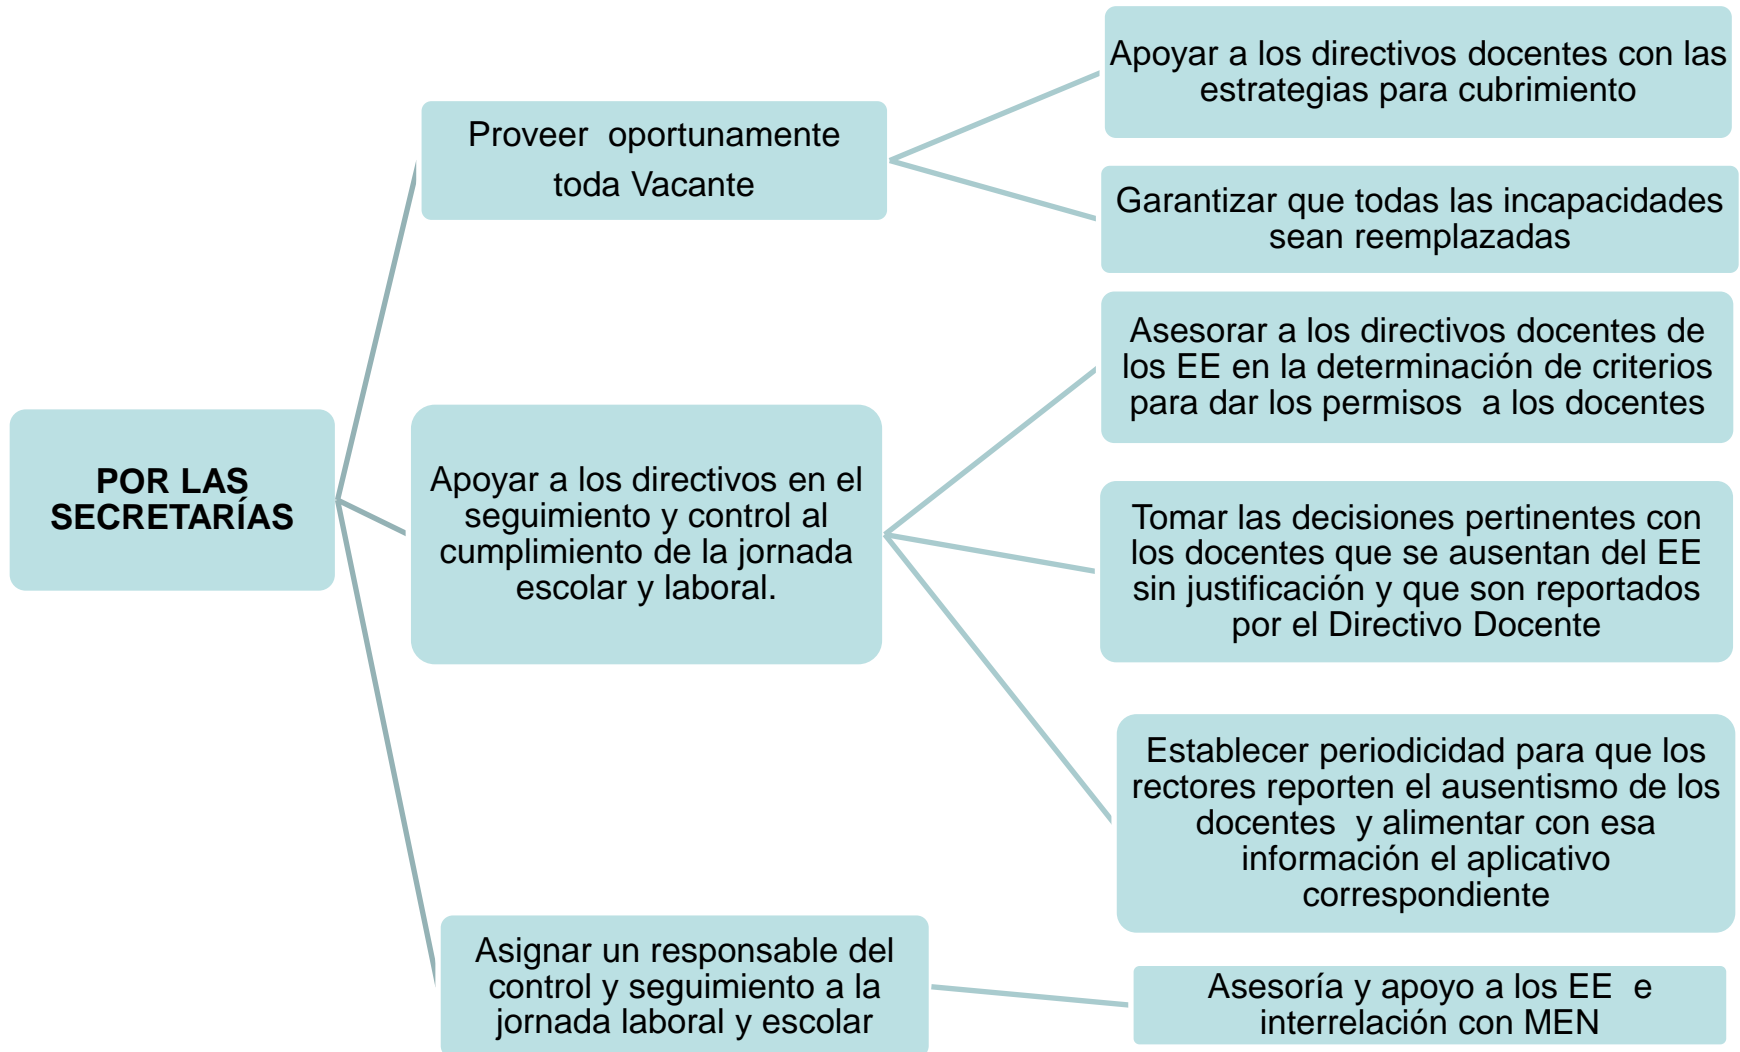 POR LAS
SECRETARÍAS
Proveer oportunamente
toda Vacante
Apoyar a los directivos docentes con las
estrategias para cubrimiento
Garantizar que todas las incapacidades
sean reemplazadas
Apoyar a los directivos en el
seguimiento y control al
cumplimiento de la jornada
escolar y laboral.
Asesorar a los directivos docentes de
los EE en la determinación de criterios
para dar los permisos a los docentes
Tomar las decisiones pertinentes con
los docentes que se ausentan del EE
sin justificación y que son reportados
por el Directivo Docente
Establecer periodicidad para que los
rectores reporten el ausentismo de los
docentes y alimentar con esa
información el aplicativo
correspondiente
Asignar un responsable del
control y seguimiento a la
jornada laboral y escolar
Asesoría y apoyo a los EE e
interrelación con MEN